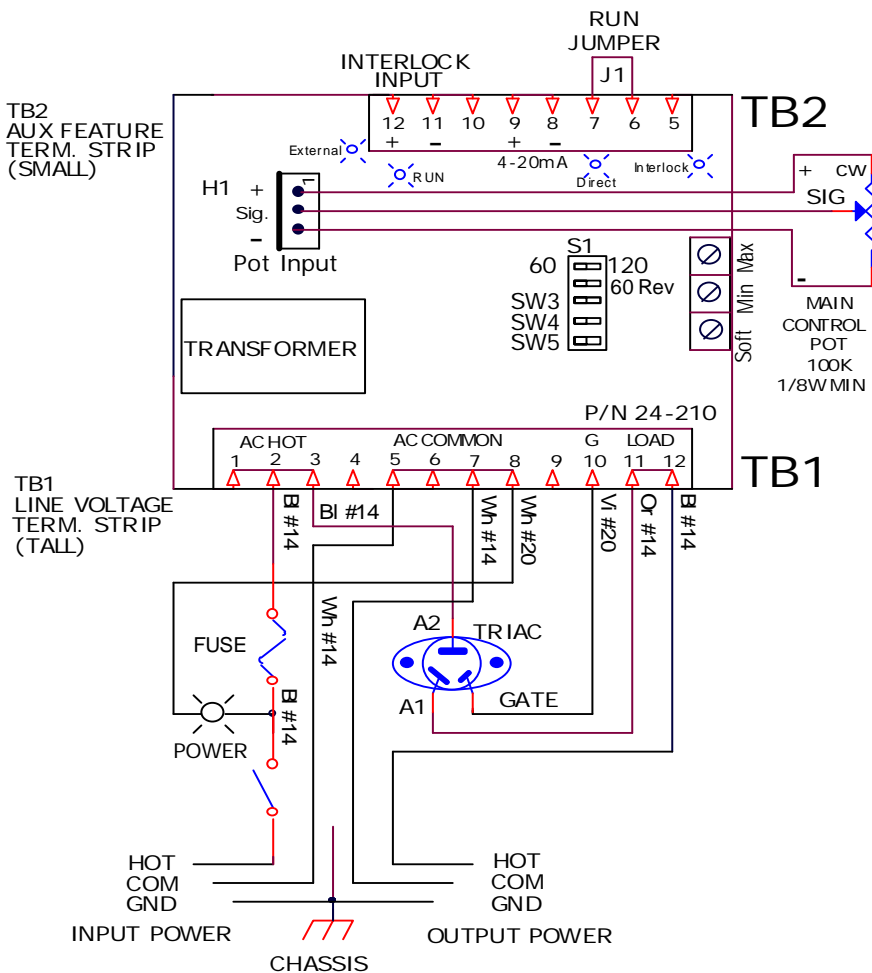 RUN
JUMPER
J1
INTERLOCK
INPUT
TB2
AUX FEATURE
TERM. STRIP
(SMALL)
12 11 10 9 8 7 6 5
+ - + -
4-20mA
TB2
External
RUN
Direct
Interlock
H1
+
Sig.
-
1
Pot Input
+ CW
SIG
-
S1
60 120
60 Rev
SW3
SW4
SW5
Max
Min
Soft
MAIN
CONTROL
POT
100K
1/8W MIN
TRANSFORMER
P/N 24-210
AC HOT AC COMMON G LOAD
1 2 3 4 5 6 7 8 9 10 11 12
TB1
TB1
LINE VOLTAGE
TERM. STRIP
(TALL)
Bl #14
Bl #14
Wh #14
Wh #20
Vi #20
Or #14
Bl #14
Wh #14
FUSE
Bl #14
POWER
A2
TRIAC
A1
GATE
HOT
COM
GND
INPUT POWER
HOT
COM
GND
OUTPUT POWER
CHASSIS